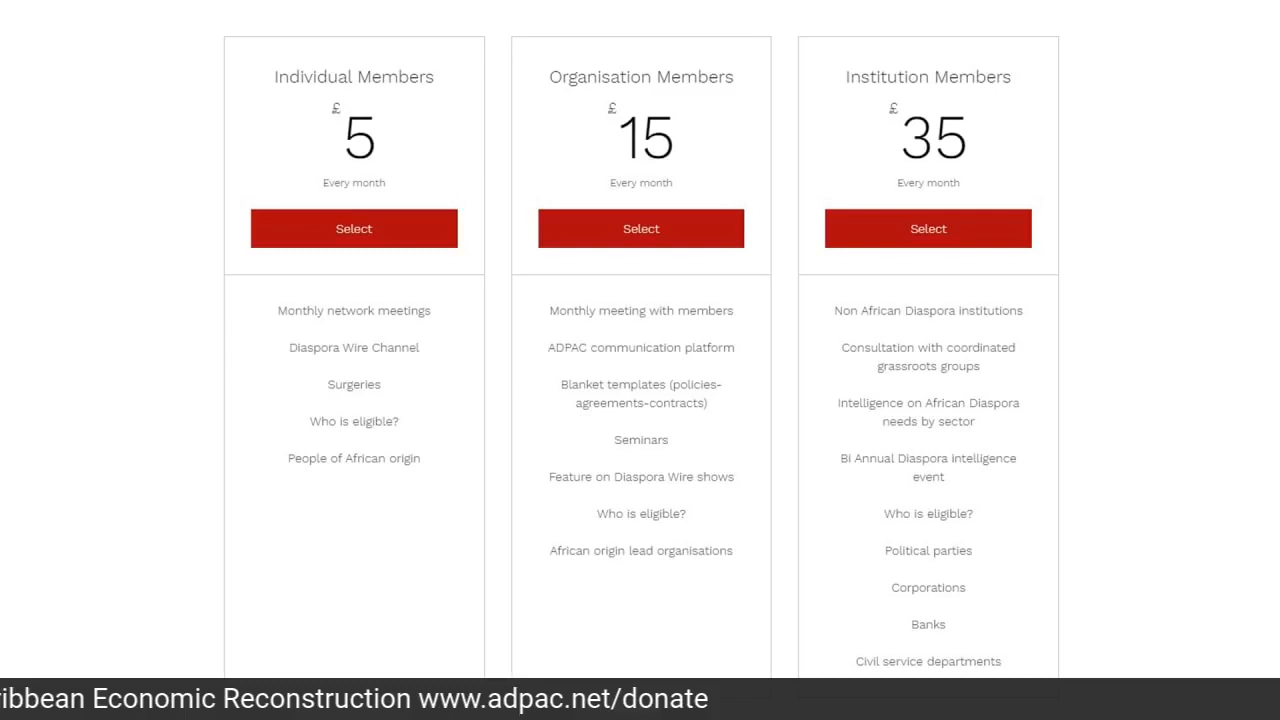 Individual Members
£
5
Every month
Select
Monthly network meetings
Diaspora Wire Channel
Surgeries
Who is eligible?
People of African origin
Organisation Members
£
15
Every month
Select
Monthly meeting with members
ADPAC communication platform
Blanket templates (policies-
agreements-contracts)
Seminars
Feature on Diaspora Wire shows
Who is eligible?
African origin lead organisations
Institution Members
£
35
Every month
Select
Non African Diaspora institutions
Consultation with coordinated
grassroots groups
Intelligence on African Diaspora
needs by sector
Bi Annual Diaspora intelligence
event
Who is eligible?
Political parties
Corporations
Banks
Civil service departments
ribbean Economic Reconstruction www.adpac.net/donate